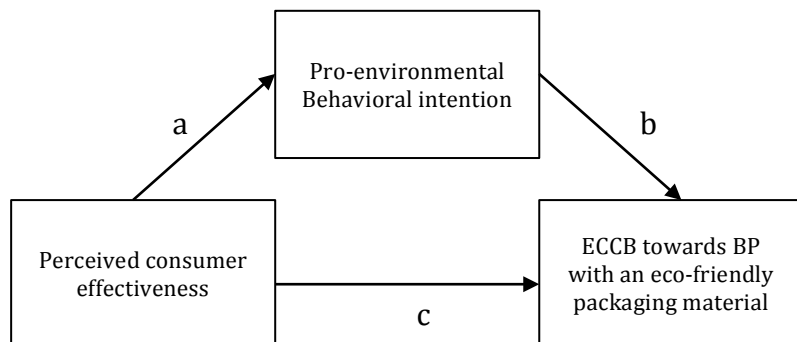 Pro-environmental
Behavioral intention
a
b
Perceived consumer
effectiveness
ECCB towards BP
with an eco-friendly
packaging material
c